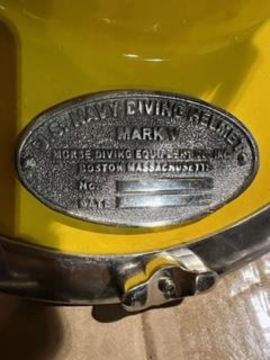 U.S. NAVY DIVING HELMET
MARK V
MORSE DIVING EQUIPMENT CO. INC.
BOSTON MASSACHUSETTS
NO.
DATE